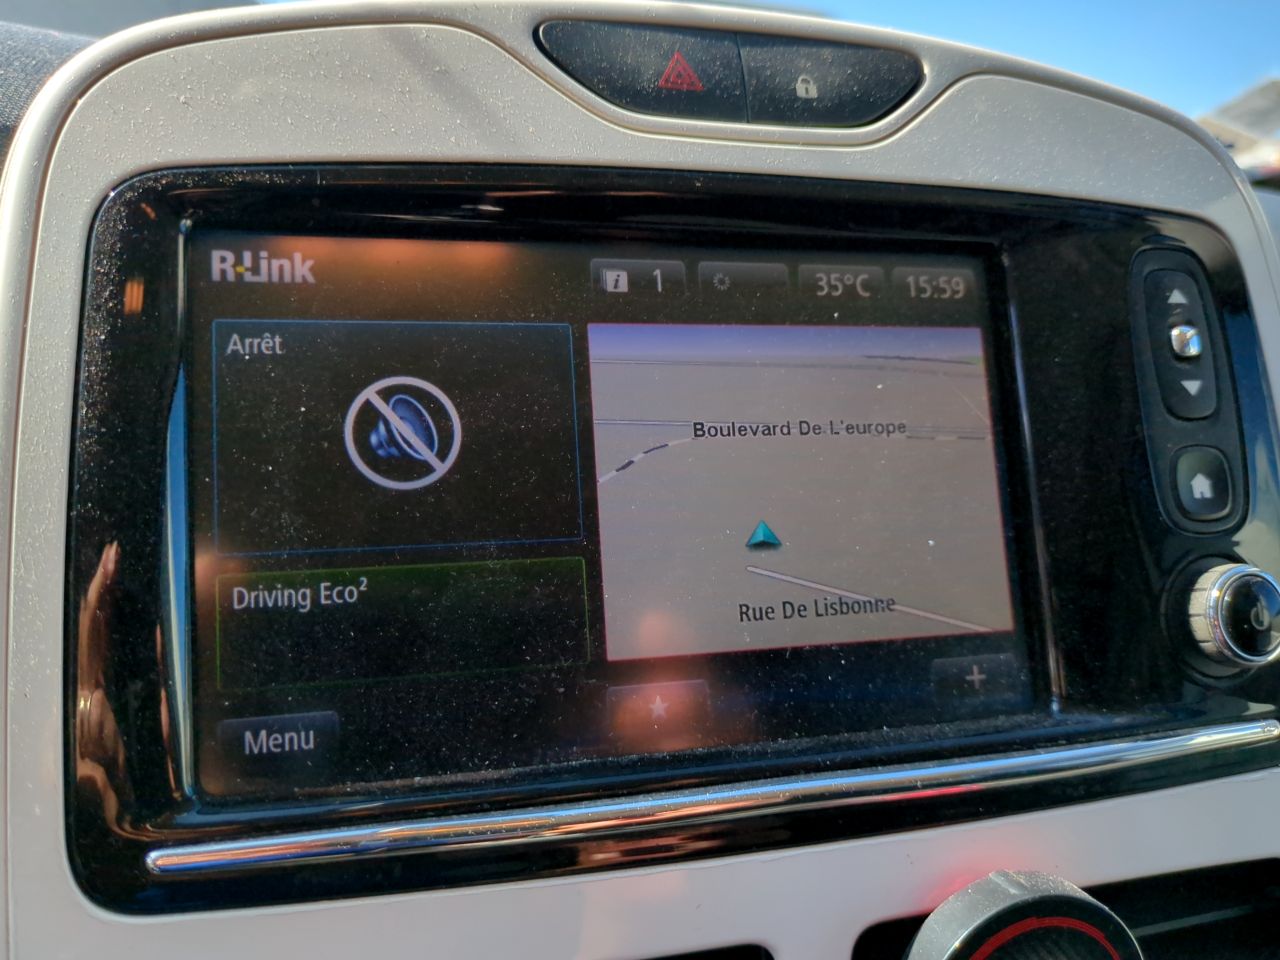 R-Link
i 1
35°C
15:59
Arrêt
Boulevard De L'europe
Rue De Lisbonne
Driving Eco²
Menu